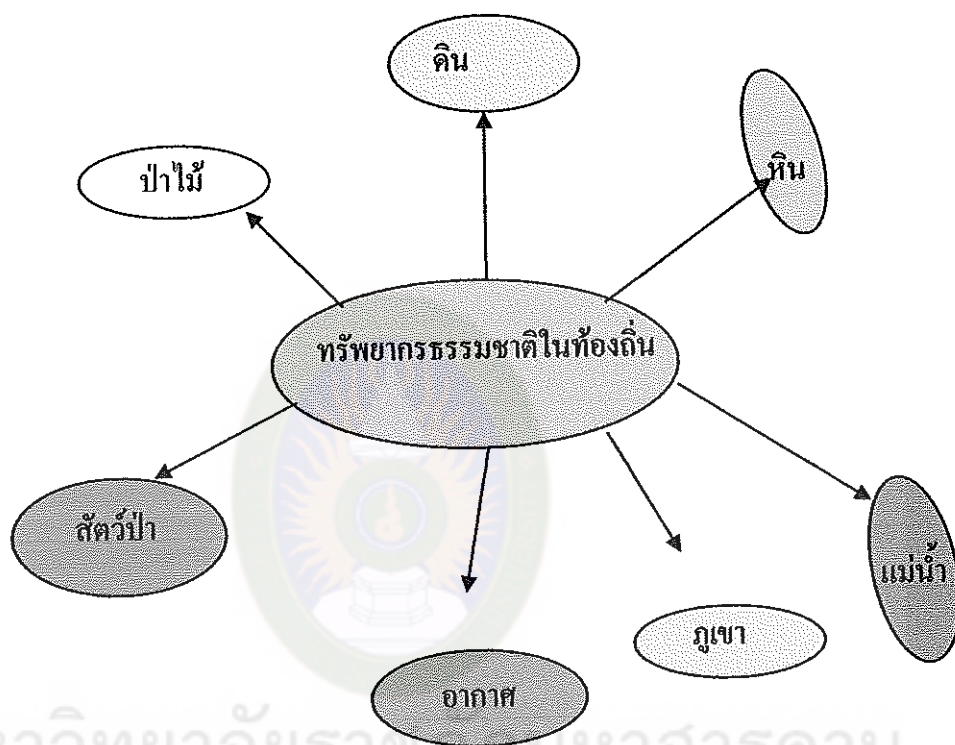 ดิน
หิน
ป่าไม้
ทรัพยากรธรรมชาติในท้องถิ่น
สัตว์ป่า
แม่น้ำ
ภูเขา
อากาศ